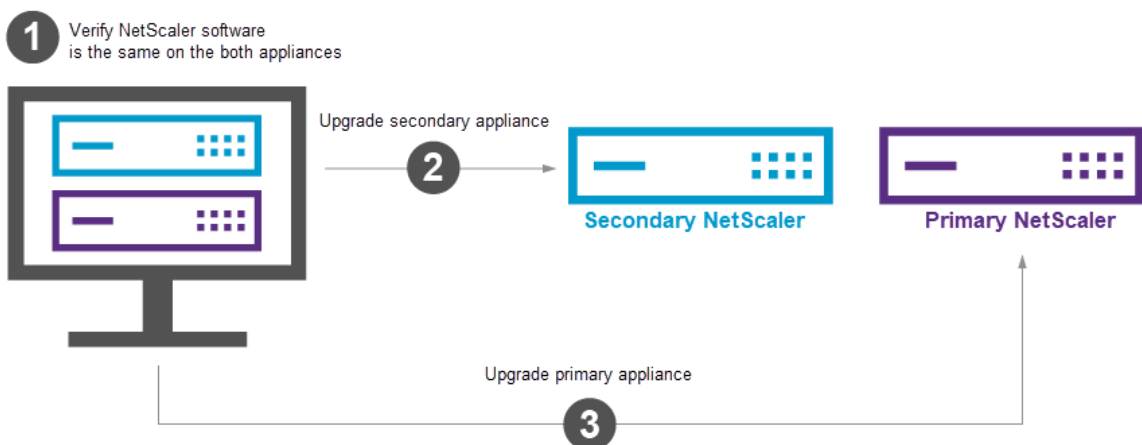 1
Verify NetScaler software
is the same on the both appliances
Upgrade secondary appliance
2
Secondary NetScaler
Primary NetScaler
Upgrade primary appliance
3